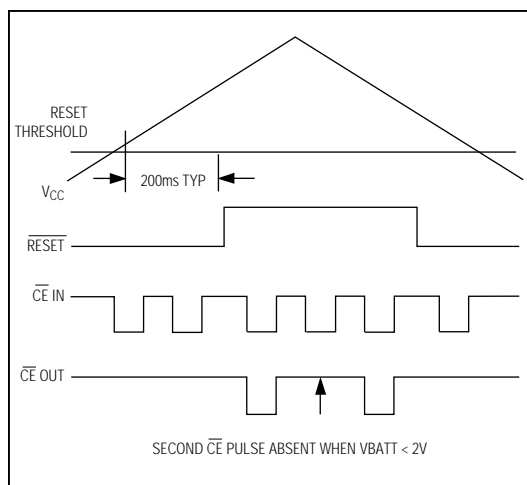 RESET
THRESHOLD
200ms TYP
VCC
RESET
CE IN
CE OUT
SECOND CE PULSE ABSENT WHEN VBATT < 2V